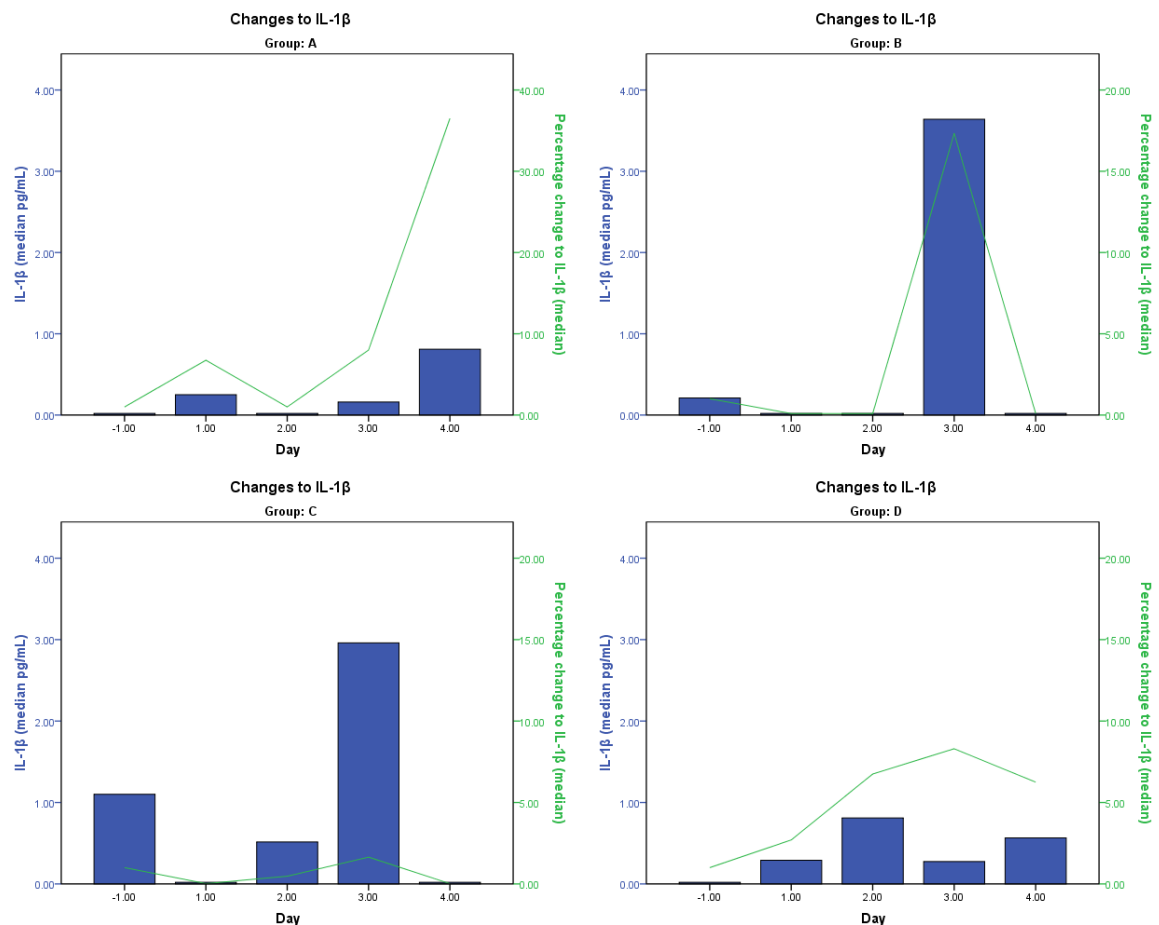 Changes to IL-1β
Group: A
IL-1β (median pg/mL)
4.00
3.00
2.00
1.00
0.00
40.00
30.00
20.00
10.00
0.00
Percentage change to IL-1β (median)
-1.00 1.00 2.00 3.00 4.00
Day
Changes to IL-1β
Group: B
IL-1β (median pg/mL)
4.00
3.00
2.00
1.00
0.00
20.00
15.00
10.00
5.00
0.00
Percentage change to IL-1β (median)
-1.00 1.00 2.00 3.00 4.00
Day
Changes to IL-1β
Group: C
IL-1β (median pg/mL)
4.00
3.00
2.00
1.00
0.00
20.00
15.00
10.00
5.00
0.00
Percentage change to IL-1β (median)
-1.00 1.00 2.00 3.00 4.00
Day
Changes to IL-1β
Group: D
IL-1β (median pg/mL)
4.00
3.00
2.00
1.00
0.00
20.00
15.00
10.00
5.00
0.00
Percentage change to IL-1β (median)
-1.00 1.00 2.00 3.00 4.00
Day